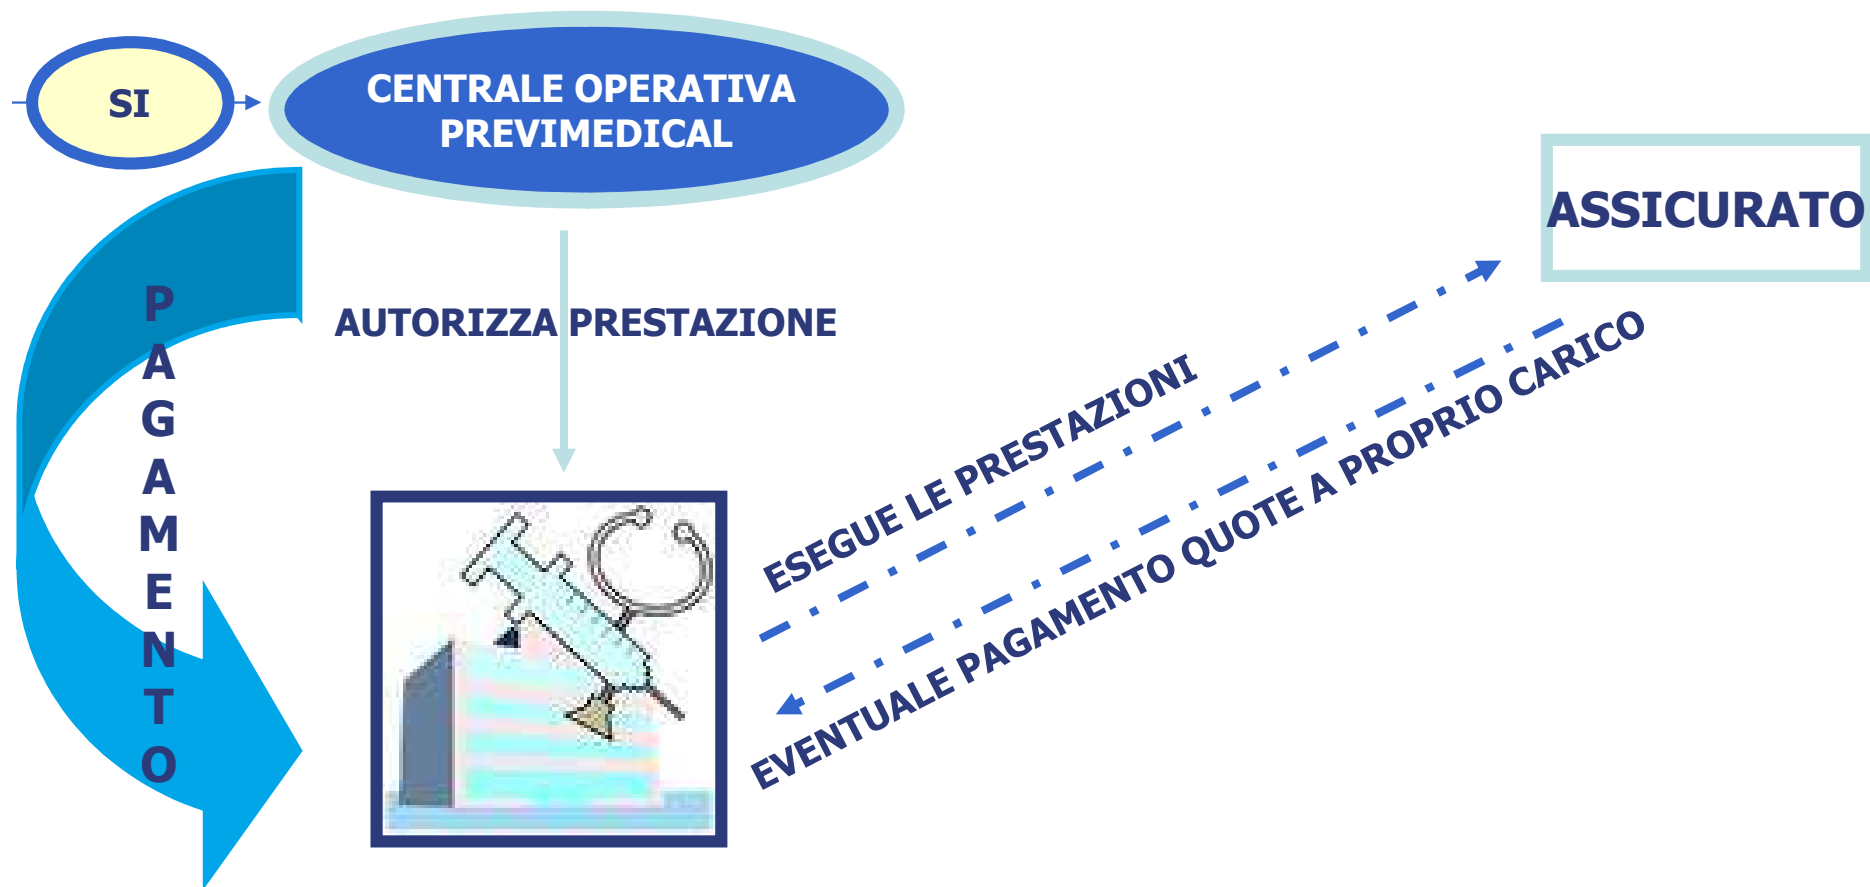 SI
CENTRALE OPERATIVA
PREVIMEDICAL
ASSICURATO
PAGAMENTO
AUTORIZZA PRESTAZIONE
ESEGUE LE PRESTAZIONI
EVENTUALE PAGAMENTO QUOTE A PROPRIO CARICO